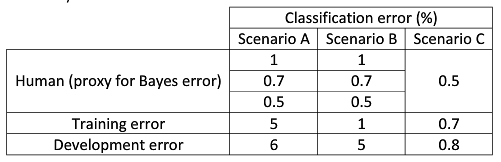 Classification error (%)
Scenario A Scenario B Scenario C
1 1
Human (proxy for Bayes error) 0.7 0.7 0.5
0.5 0.5
Training error 5 1 0.7
Development error 6 5 0.8